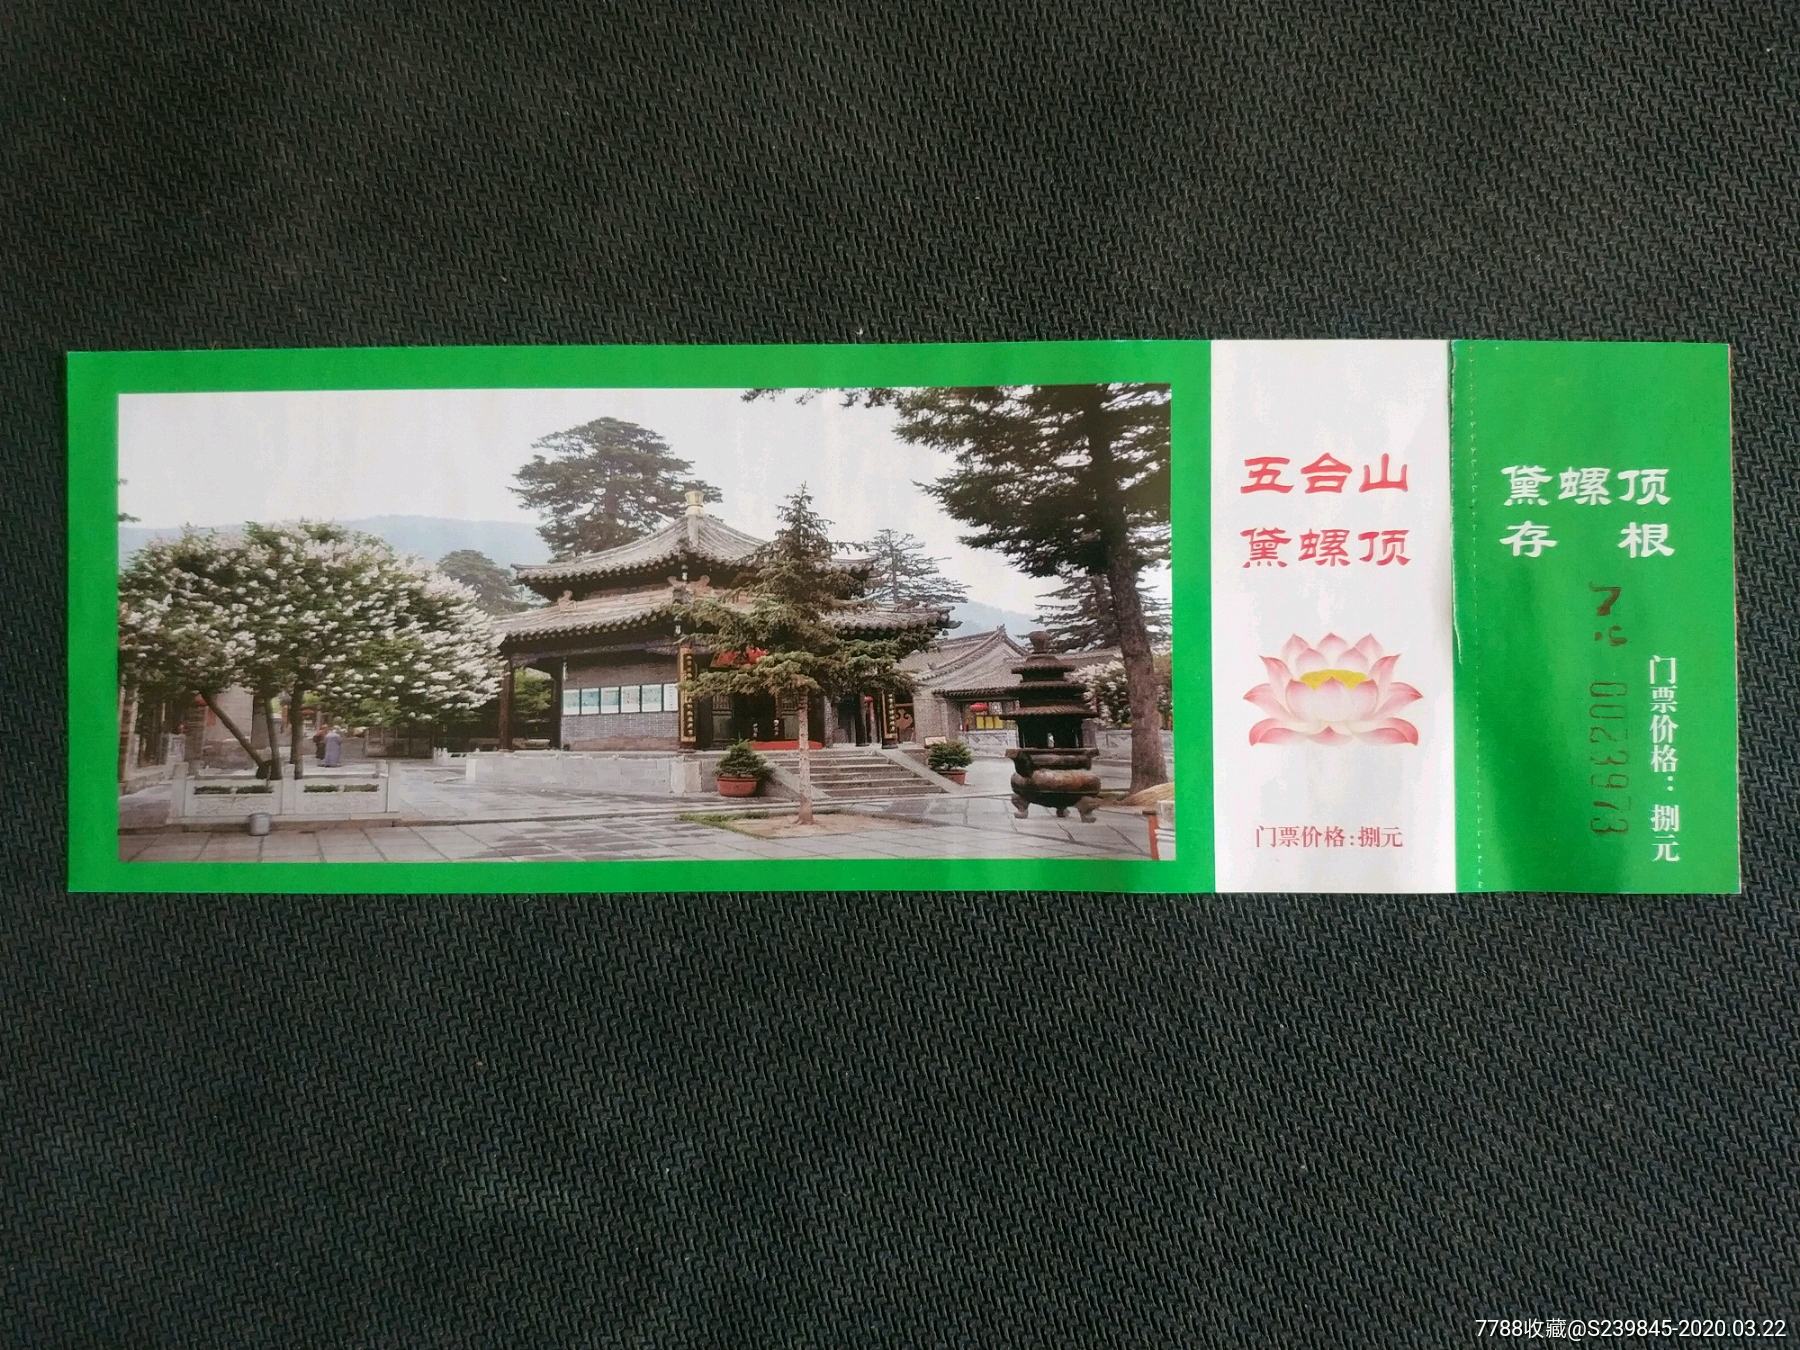 五台山
黛螺顶
门票价格:捌元
黛螺顶
存根
№ 0023973
门票价格:捌元
7788收藏@S239845-2020.03.22